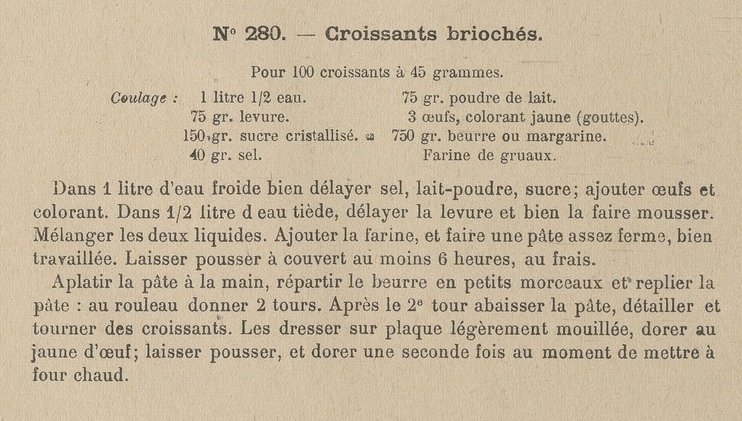 N° 280. — Croissants briochés.
Pour 100 croissants à 45 grammes.
Coulage : 1 litre 1/2 eau. 75 gr. poudre de lait.
75 gr. levure. 3 œufs, colorant jaune (gouttes).
150 gr. sucre cristallisé. 750 gr. beurre ou margarine.
40 gr. sel. Farine de gruaux.
Dans 1 litre d'eau froide bien délayer sel, lait-poudre, sucre; ajouter œufs et
colorant. Dans 1/2 litre d eau tiède, délayer la levure et bien la faire mousser.
Mélanger les deux liquides. Ajouter la farine, et faire une pâte assez ferme, bien
travaillée. Laisser pousser à couvert au moins 6 heures, au frais.
Aplatir la pâte à la main, répartir le beurre en petits morceaux et replier la
pâte : au rouleau donner 2 tours. Après le 2e tour abaisser la pâte, détailler et
tourner des croissants. Les dresser sur plaque légèrement mouillée, dorer au
jaune d'œuf; laisser pousser, et dorer une seconde fois au moment de mettre à
four chaud.